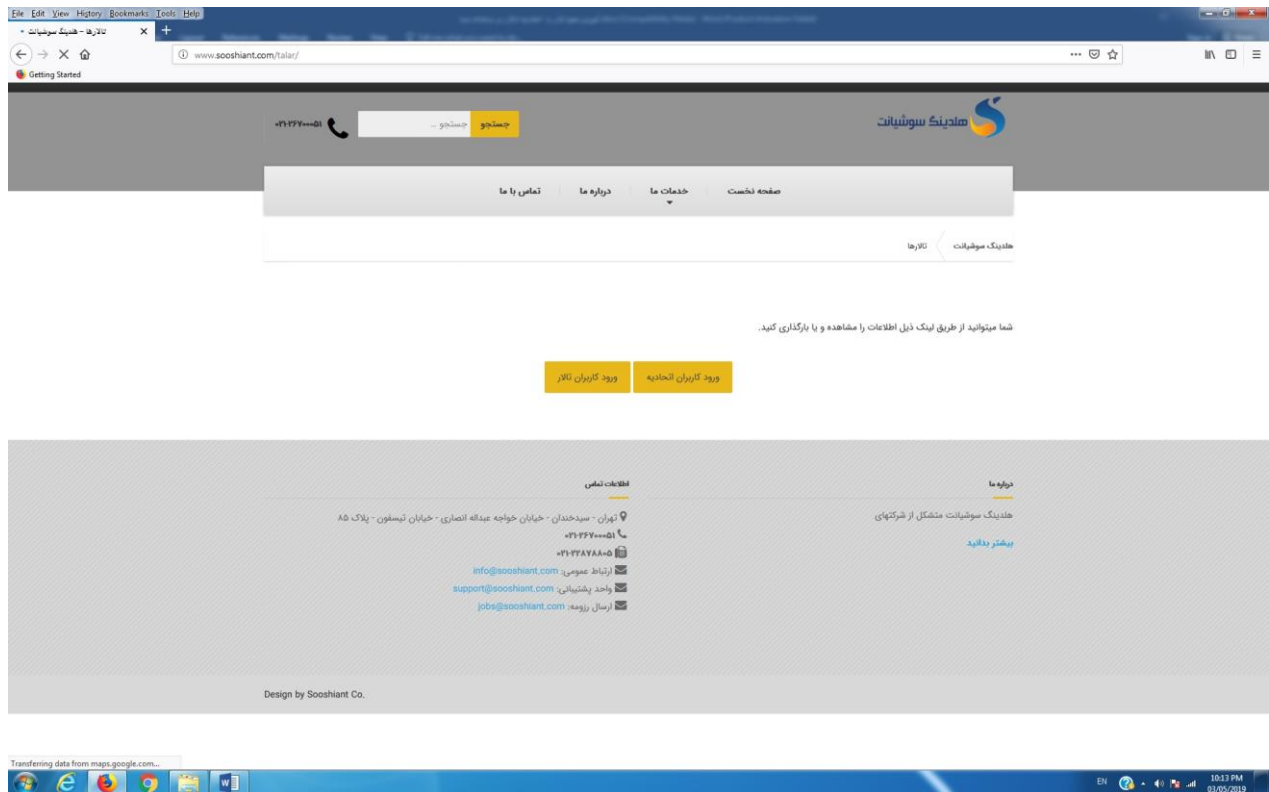 File Edit View History Bookmarks Tools Help
تالارها – هلدینگ سوشیانت
www.sooshiant.com/talar/
Getting Started
هلدینگ سوشیانت
جستجو
جستجو ...
۰۲۱-۲۶۷۰۰۰۵۱
صفحه نخست
خدمات ما
درباره ما
تماس با ما
هلدینگ سوشیانت
تالارها
شما میتوانید از طریق لینک ذیل اطلاعات را مشاهده و یا بارگذاری کنید.
ورود کاربران اتحادیه
ورود کاربران تالار
درباره ما
هلدینگ سوشیانت متشکل از شرکتهای
بیشتر بدانید
اطلاعات تماس
تهران - سیدخندان - خیابان خواجه عبداله انصاری - خیابان تیسفون - پلاک ۸۵
۰۲۱-۲۶۷۰۰۰۵۱
۰۲۱-۲۲۸۷۸۸۰۵
ارتباط عمومی: info@sooshiant.com
واحد پشتیبانی: support@sooshiant.com
ارسال رزومه: jobs@sooshiant.com
Design by Sooshiant Co.
Transferring data from maps.google.com...
EN
10:13 PM
03/05/2019